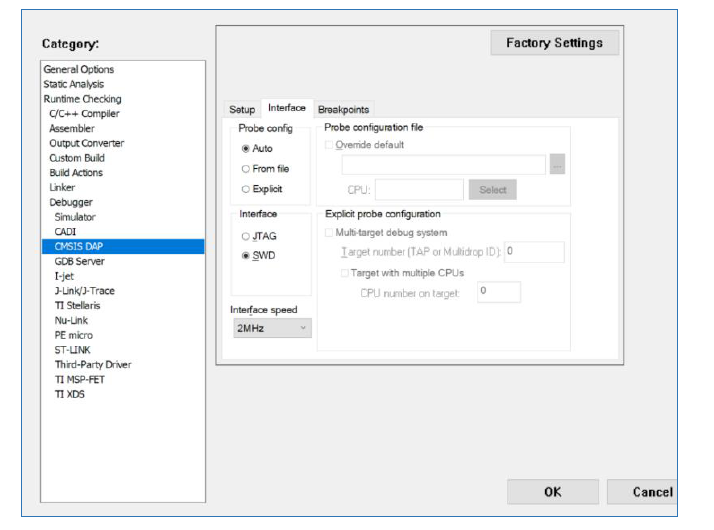 Category:
Factory Settings
General Options
Static Analysis
Runtime Checking
C/C++ Compiler
Assembler
Output Converter
Custom Build
Build Actions
Linker
Debugger
Simulator
CADI
CMSIS DAP
GDB Server
I-jet
J-Link/J-Trace
TI Stellaris
Nu-Link
PE micro
ST-LINK
Third-Party Driver
TI MSP-FET
TI XDS
Setup Interface Breakpoints
Probe config
Auto
From file
Explicit
Probe configuration file
Override default
...
CPU: Select
Interface
JTAG
SWD
Explicit probe configuration
Multi-target debug system
Target number (TAP or Multidrop ID): 0
Target with multiple CPUs
CPU number on target: 0
Interface speed
2MHz
OK Cancel